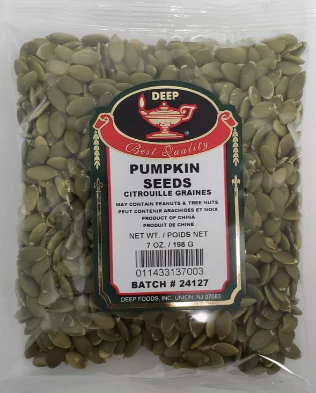 DEEP
®
Best Quality
PUMPKIN
SEEDS
CITROUILLE GRAINES
MAY CONTAIN PEANUTS & TREE NUTS
PEUT CONTENIR ARACHIDES ET NOIX
PRODUCT OF CHINA
PRODUIT DE CHINE
NET WT. / POIDS NET
7 OZ. / 198 G
011433137003
BATCH # 24127
DEEP FOODS, INC. UNION, NJ 07083